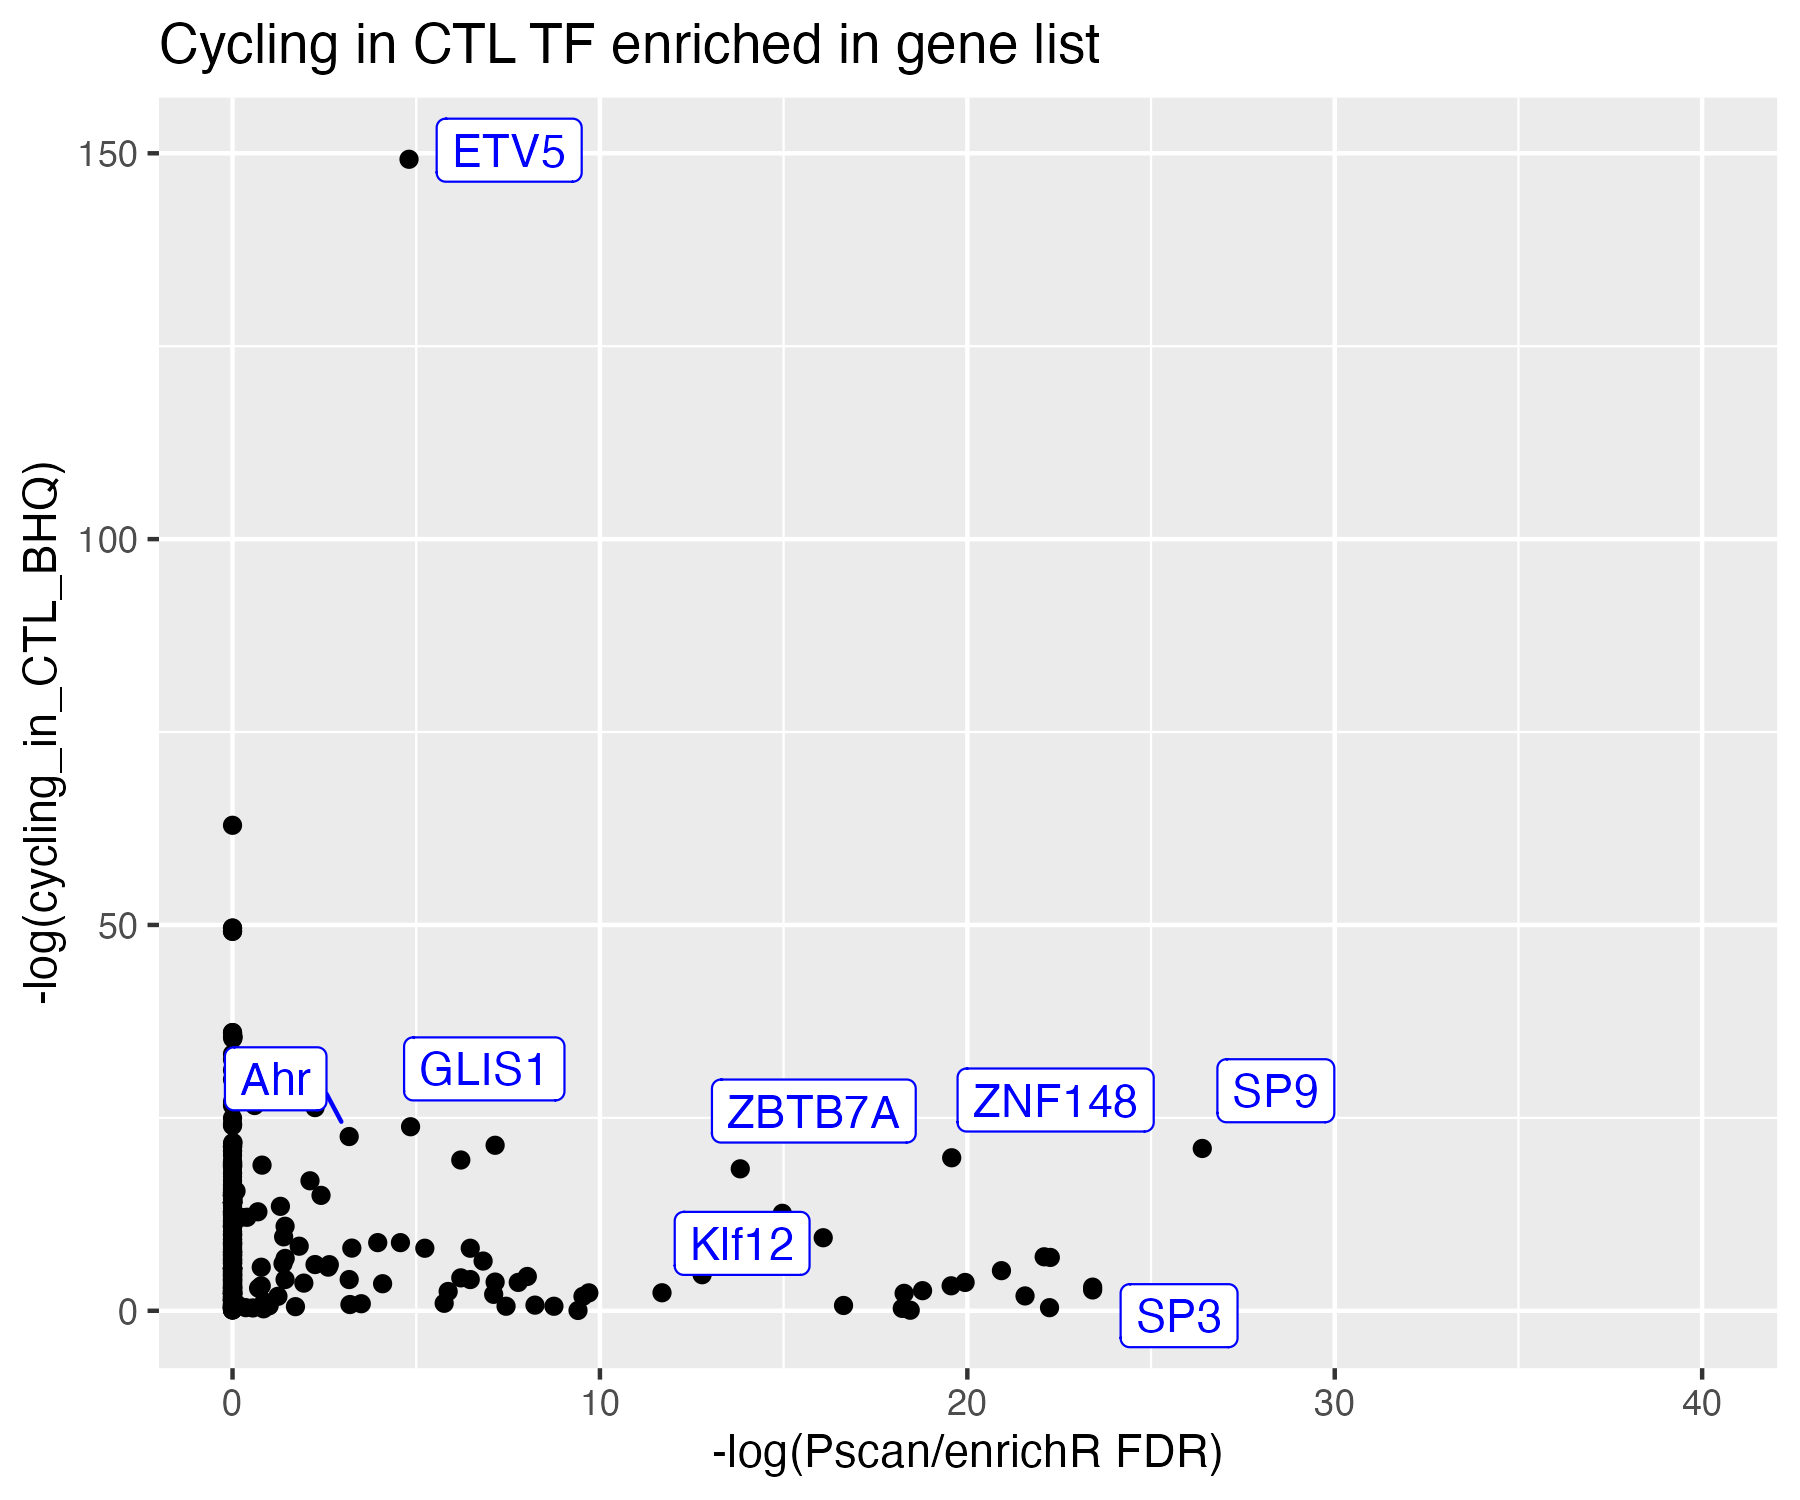 Cycling in CTL TF enriched in gene list
-log(cycling_in_CTL_BHQ)
150
100
50
0
ETV5
Ahr
GLIS1
ZBTB7A
ZNF148
SP9
Klf12
SP3
0
10
20
30
40
-log(Pscan/enrichR FDR)